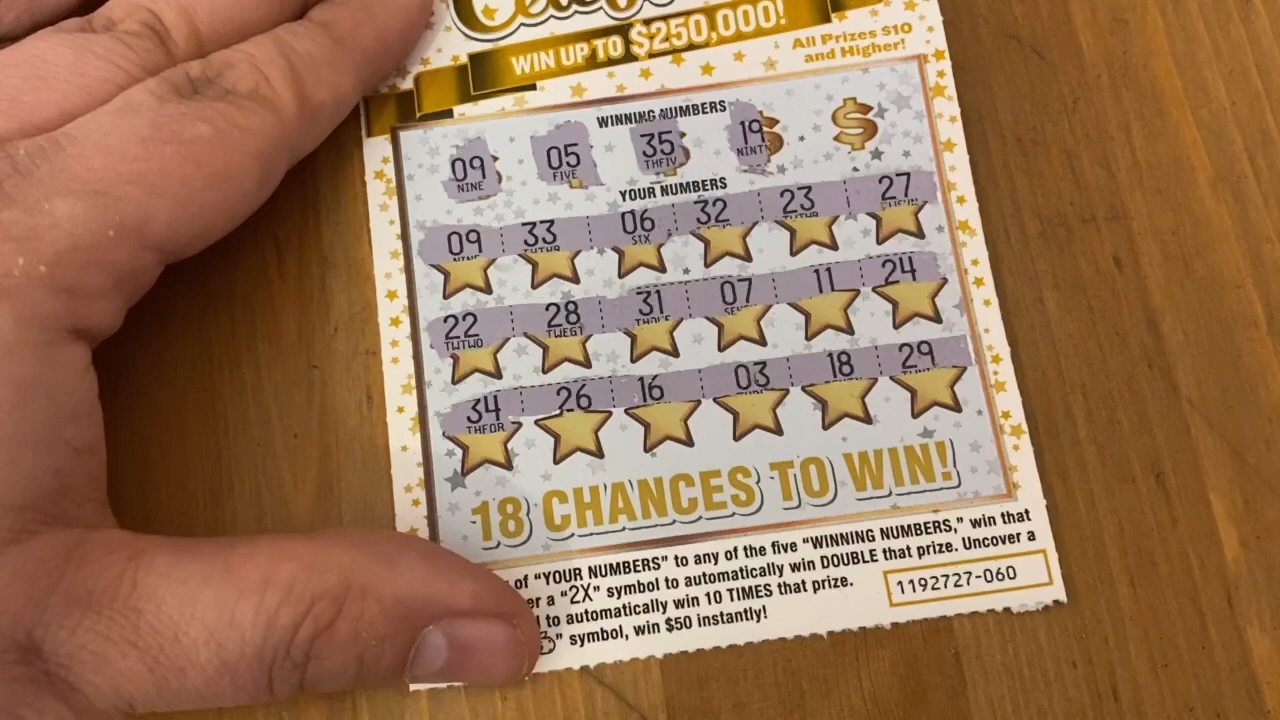 WIN UP TO $250,000!
All Prizes $10
and Higher!
WINNING NUMBERS
09 05 35 19
NINE FIVE THFIV NINTN
YOUR NUMBERS
09 33 06 32 23 27
SIX
22 28 31 07 11 24
TWTWO TWEGT
34 26 16 03 18 29
THFOR
18 CHANCES TO WIN!
of "YOUR NUMBERS" to any of the five "WINNING NUMBERS," win that
a "2X" symbol to automatically win DOUBLE that prize. Uncover a
to automatically win 10 TIMES that prize.
" symbol, win $50 instantly!
1192727-060